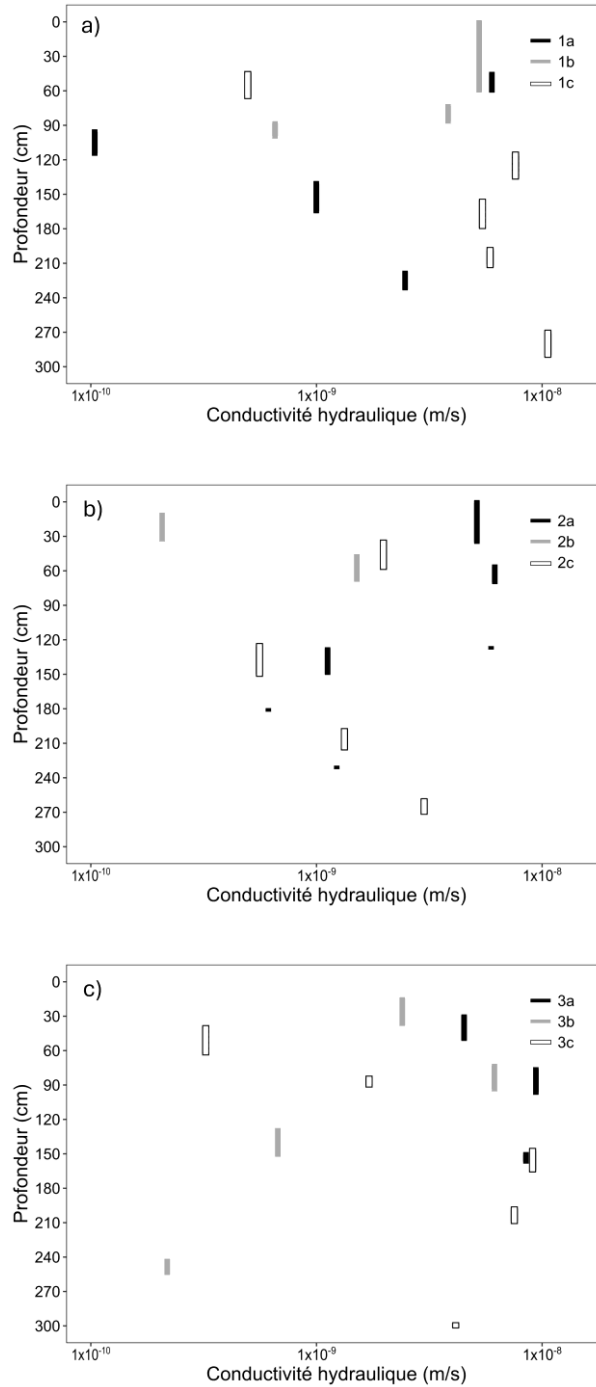 a)
1a
1b
1c
0
30
60
90
120
150
180
210
240
270
300
Profondeur (cm)
1x10⁻¹⁰
1x10⁻⁹
1x10⁻⁸
Conductivité hydraulique (m/s)
b)
2a
2b
2c
0
30
60
90
120
150
180
210
240
270
300
Profondeur (cm)
1x10⁻¹⁰
1x10⁻⁹
1x10⁻⁸
Conductivité hydraulique (m/s)
c)
3a
3b
3c
0
30
60
90
120
150
180
210
240
270
300
Profondeur (cm)
1x10⁻¹⁰
1x10⁻⁹
1x10⁻⁸
Conductivité hydraulique (m/s)